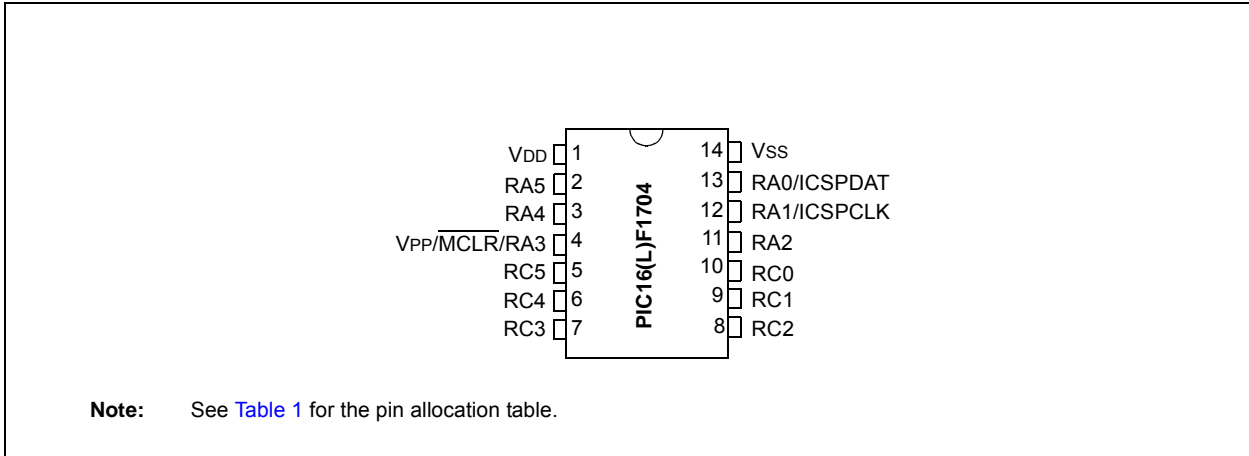 VDD 1 14 VSS
RA5 2 13 RA0/ICSPDAT
RA4 3 12 RA1/ICSPCLK
VPP/MCLR/RA3 4 11 RA2
RC5 5 10 RC0
RC4 6 9 RC1
RC3 7 8 RC2
PIC16(L)F1704
Note: See Table 1 for the pin allocation table.